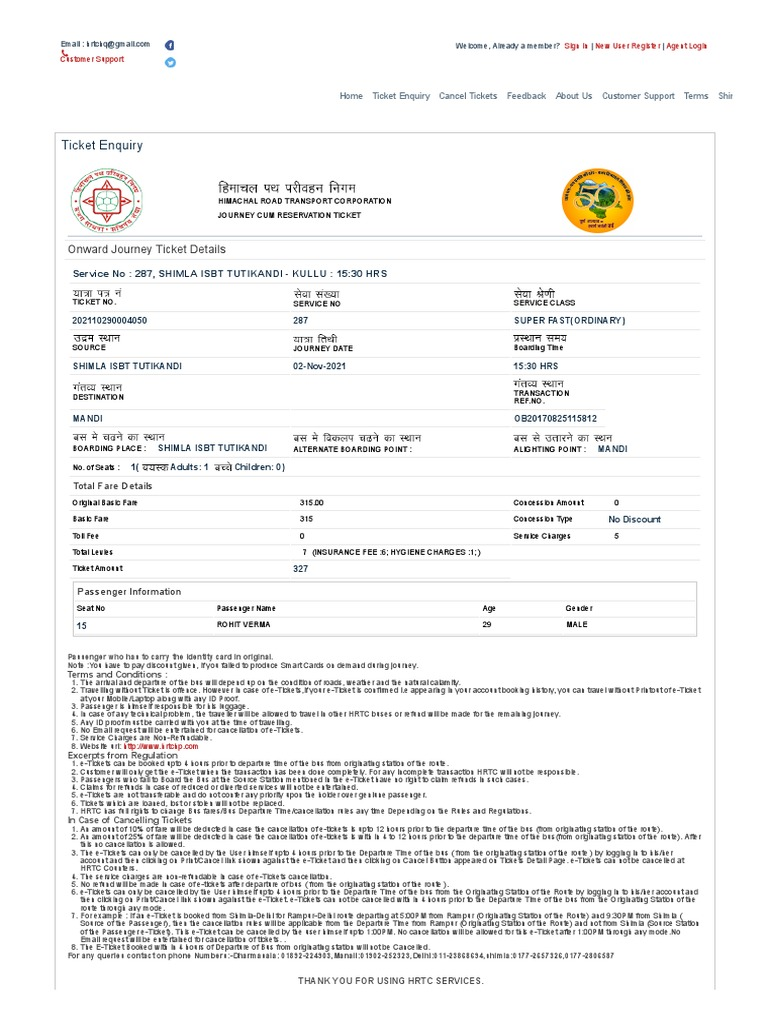 Email : hrtchq@gmail.com
Customer Support
Welcome, Already a member? Sign In | New User Register | Agent Login
Home Ticket Enquiry Cancel Tickets Feedback About Us Customer Support Terms Shir
Ticket Enquiry
हिमाचल पथ परीवहन निगम
HIMACHAL ROAD TRANSPORT CORPORATION
JOURNEY CUM RESERVATION TICKET
Onward Journey Ticket Details
Service No : 287, SHIMLA ISBT TUTIKANDI - KULLU : 15:30 HRS
यात्रा पत्र नं सेवा संख्या सेवा श्रेणी
TICKET NO. SERVICE NO SERVICE CLASS
202110290004050 287 SUPER FAST(ORDINARY)
उद्गम स्थान यात्रा तिथी प्रस्थान समय
SOURCE JOURNEY DATE Boarding Time
SHIMLA ISBT TUTIKANDI 02-Nov-2021 15:30 HRS
गंतव्य स्थान गंतव्य स्थान
DESTINATION TRANSACTION REF.NO.
MANDI OB20170825115812
बस मे चढने का स्थान बस मे विकलप चढने का स्थान बस से उतारने का स्थन
BOARDING PLACE : SHIMLA ISBT TUTIKANDI ALTERNATE BOARDING POINT : ALIGHTING POINT : MANDI
No. of Seats : 1( वयस्क Adults: 1 बच्चे Children: 0)
Total Fare Details
Original Basic Fare 315.00 Concession Amount 0
Basic Fare 315 Concession Type No Discount
Toll Fee 0 Service Charges 5
Total Levies 7 (INSURANCE FEE :6; HYGIENE CHARGES :1; )
Ticket Amount 327
Passenger Information
Seat No Passenger Name Age Gender
15 ROHIT VERMA 29 MALE
Passenger who has to carry the identity card in original.
Note :You have to pay discount given, if you failed to produce Smart Cards on demand during journey.
Terms and Conditions :
1. The arrival and departure of the bus will depend up on the condition of roads, weather and the natural calamity.
2. Travelling without Ticket is offence. However in case of e-Tickets,if your e-Ticket is confirmed i.e appearing in your account booking history, you can travel without Printout of e-Ticket
at your Mobile/Laptop along with any ID Proof.
3. Passenger is himself responsible for his luggage.
4. In case of any technical problem, the traveller will be allowed to travel in other HRTC buses or refund will be made for the remaining journey.
5. Any ID proof must be carried with you at the time of traveling.
6. No Email request will be entertained for cancellation of e-Tickets.
7. Service Charges are Non-Refundable.
8. Website url: http://www.hrtchp.com
Excerpts from Regulation
1. e-Tickets can be booked upto 4 hours prior to departure time of the bus from originating station of the route.
2. Customer will only get the e-Ticket when the transaction has been done completely. For any Incomplete transaction HRTC will not be responsible.
3. Passengers who fail to Board the Bus at the Source Station mentioned in the e-Ticket have no right to claim refunds in such cases.
4. Claims for refunds in case of reduced or diverted services will not be entertained.
5. e-Tickets are not transferable and do not confer any priority upon the holder over genuine passenger.
6. Tickets which are loaned, lost or stolen will not be replaced.
7. HRTC has full rights to change Bus fares/Bus Departure Time/cancellation rules any time Depending on the Rules and Regulations.
In Case of Cancelling Tickets
1. An amount of 10% of fare will be deducted in case the cancellation of e-tickets is upto 12 hours prior to the departure time of the bus (from originating station of the route).
2. An amount of 25% of fare will be deducted in case the cancellation of e-tickets is with in 4 to 12 hours prior to the departure time of the bus(from originating station of the route). After
this no cancellation is allowed.
3. The e-Tickets can only be cancelled by the User himself upto 4 hours prior to the Departure Time of the bus ( from the originating station of the route ) by logging in to his/her
account and then clicking on Print/Cancel link shown against the e-Ticket and then clicking on Cancel Button appeared on Tickets Detail Page. e-Tickets can not be cancelled at
HRTC Counters.
4. The service charges are non-refundable in case of e-Tickets cancellation.
5. No refund will be made in case of e-tickets after departure of bus ( from the originating station of the route ).
6. e-Tickets can only be cancelled by the User himself upto 4 hours prior to the Departure Time of the bus from the Originating Station of the Route by logging in to his/her account and
then clicking on Print/Cancel link shown against the e-Ticket. e-Tickets can not be cancelled with in 4 hours prior to the Departure Time of the bus from the Originating Station of the
route through any mode.
7. For example : If an e-Ticket is booked from Shimla-Delhi for Rampur-Delhi route departing at 5:00PM from Rampur (Originating Station of the Route) and 9:30PM from Shimla (
Source of the Passenger), then the cancellation rules will be applicable from the Departure Time from Rampur (Originating Station of the Route) and not from Shimla (Source Station
of the Passenger e-Ticket). This e-Ticket can be cancelled by the user himself upto 1:00PM. No cancellation will be allowed for this e-Ticket after 1:00PM through any mode .No
Email request will be entertained for cancellation of tickets. .
8. The E-Ticket Booked with in 4 hours of Departure of Bus from originating station will not be Cancelled.
For any queries contact on phone Numbers:-Dharmshala: 01892-224903,Manali:01902-252323,Delhi:011-23868694,shimla:0177-2657326,0177-2806587
THANK YOU FOR USING HRTC SERVICES.